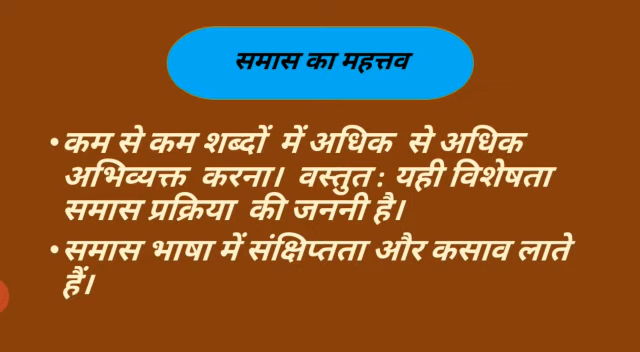 समास का महत्तव
•कम से कम शब्दों में अधिक से अधिक
अभिव्यक्त करना। वस्तुत : यही विशेषता
समास प्रक्रिया की जननी है।
•समास भाषा में संक्षिप्तता और कसाव लाते
हैं।